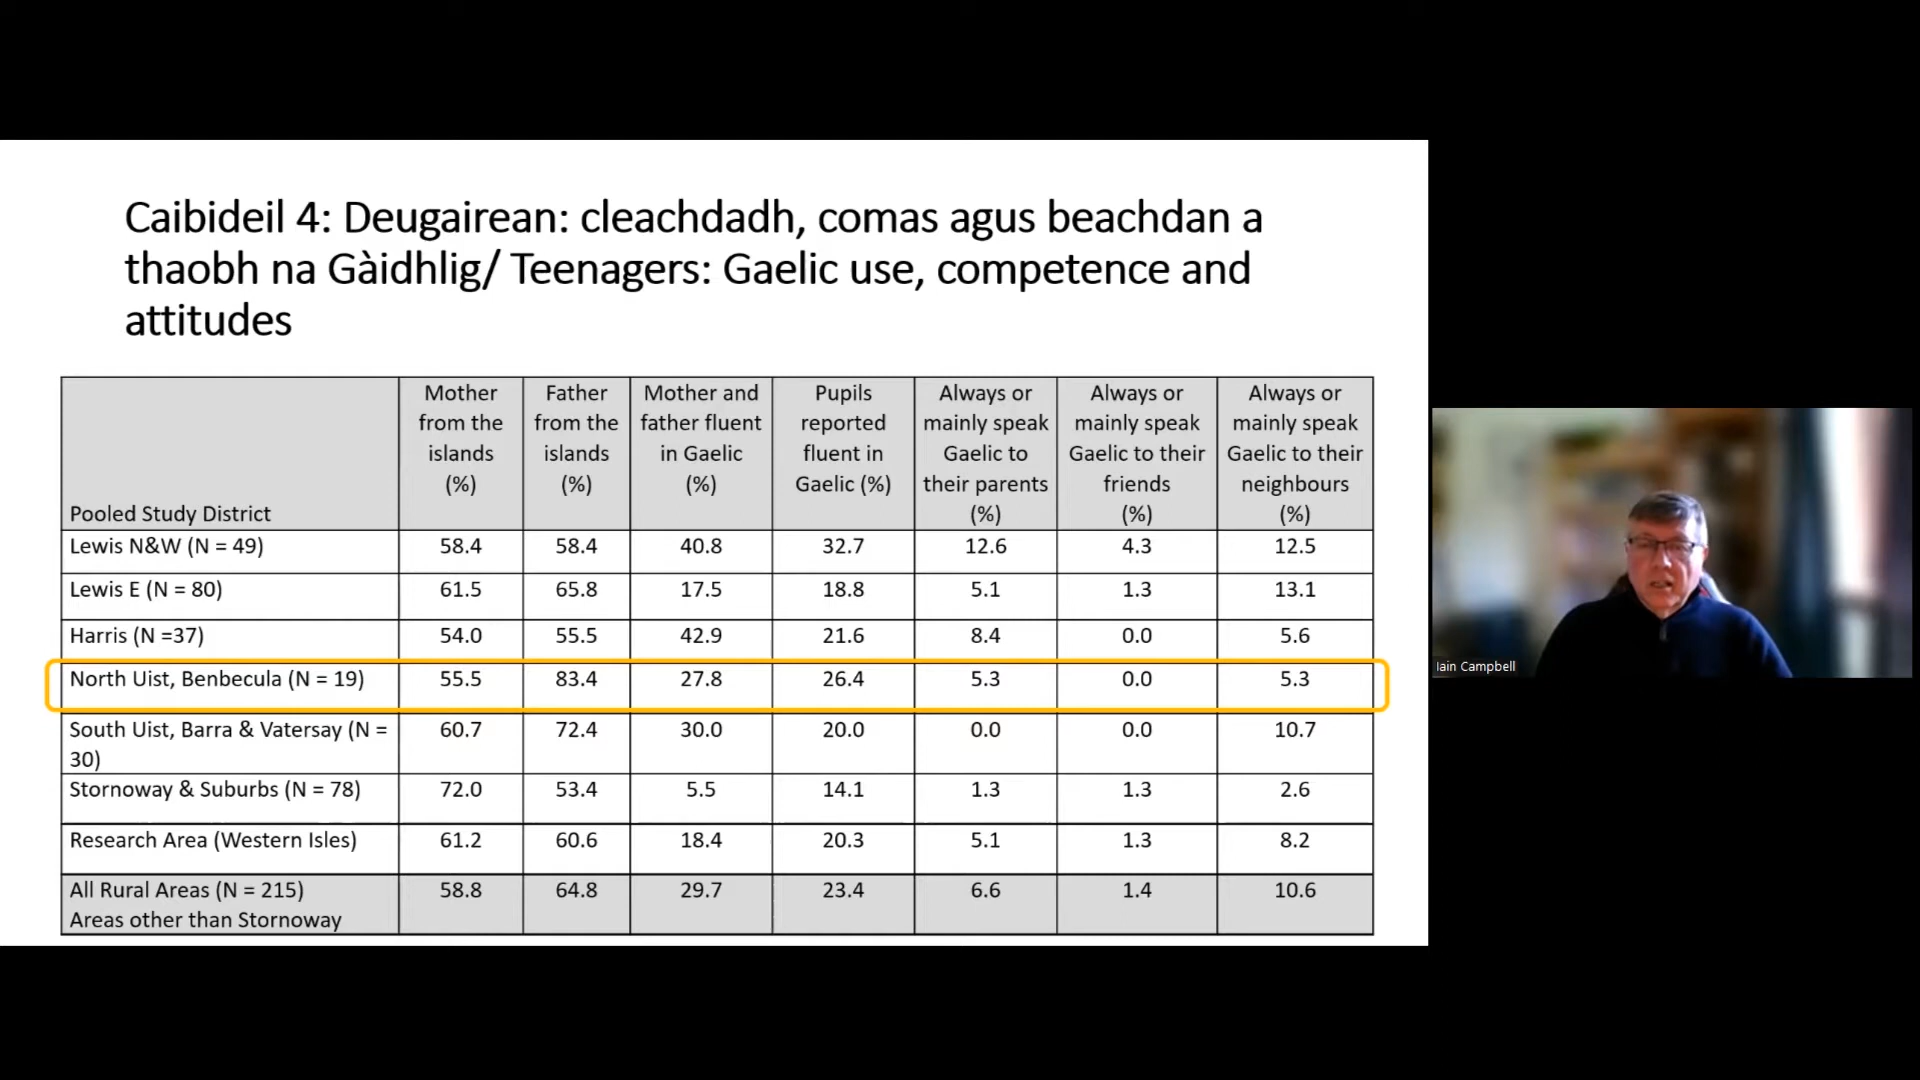 Caibideil 4: Deugairean: cleachdadh, comas agus beachdan a
thaobh na Gàidhlig/ Teenagers: Gaelic use, competence and
attitudes
Pooled Study District
Mother
from the
islands
(%)
Father
from the
islands
(%)
Mother and
father fluent
in Gaelic
(%)
Pupils
reported
fluent in
Gaelic (%)
Always or
mainly speak
Gaelic to
their parents
(%)
Always or
mainly speak
Gaelic to their
friends
(%)
Always or
mainly speak
Gaelic to their
neighbours
(%)
Lewis N&W (N = 49) 58.4 58.4 40.8 32.7 12.6 4.3 12.5
Lewis E (N = 80) 61.5 65.8 17.5 18.8 5.1 1.3 13.1
Harris (N =37) 54.0 55.5 42.9 21.6 8.4 0.0 5.6
North Uist, Benbecula (N = 19) 55.5 83.4 27.8 26.4 5.3 0.0 5.3
South Uist, Barra & Vatersay (N = 60.7 72.4 30.0 20.0 0.0 0.0 10.7
30)
Stornoway & Suburbs (N = 78) 72.0 53.4 5.5 14.1 1.3 1.3 2.6
Research Area (Western Isles) 61.2 60.6 18.4 20.3 5.1 1.3 8.2
All Rural Areas (N = 215) 58.8 64.8 29.7 23.4 6.6 1.4 10.6
Areas other than Stornoway
Iain Campbell